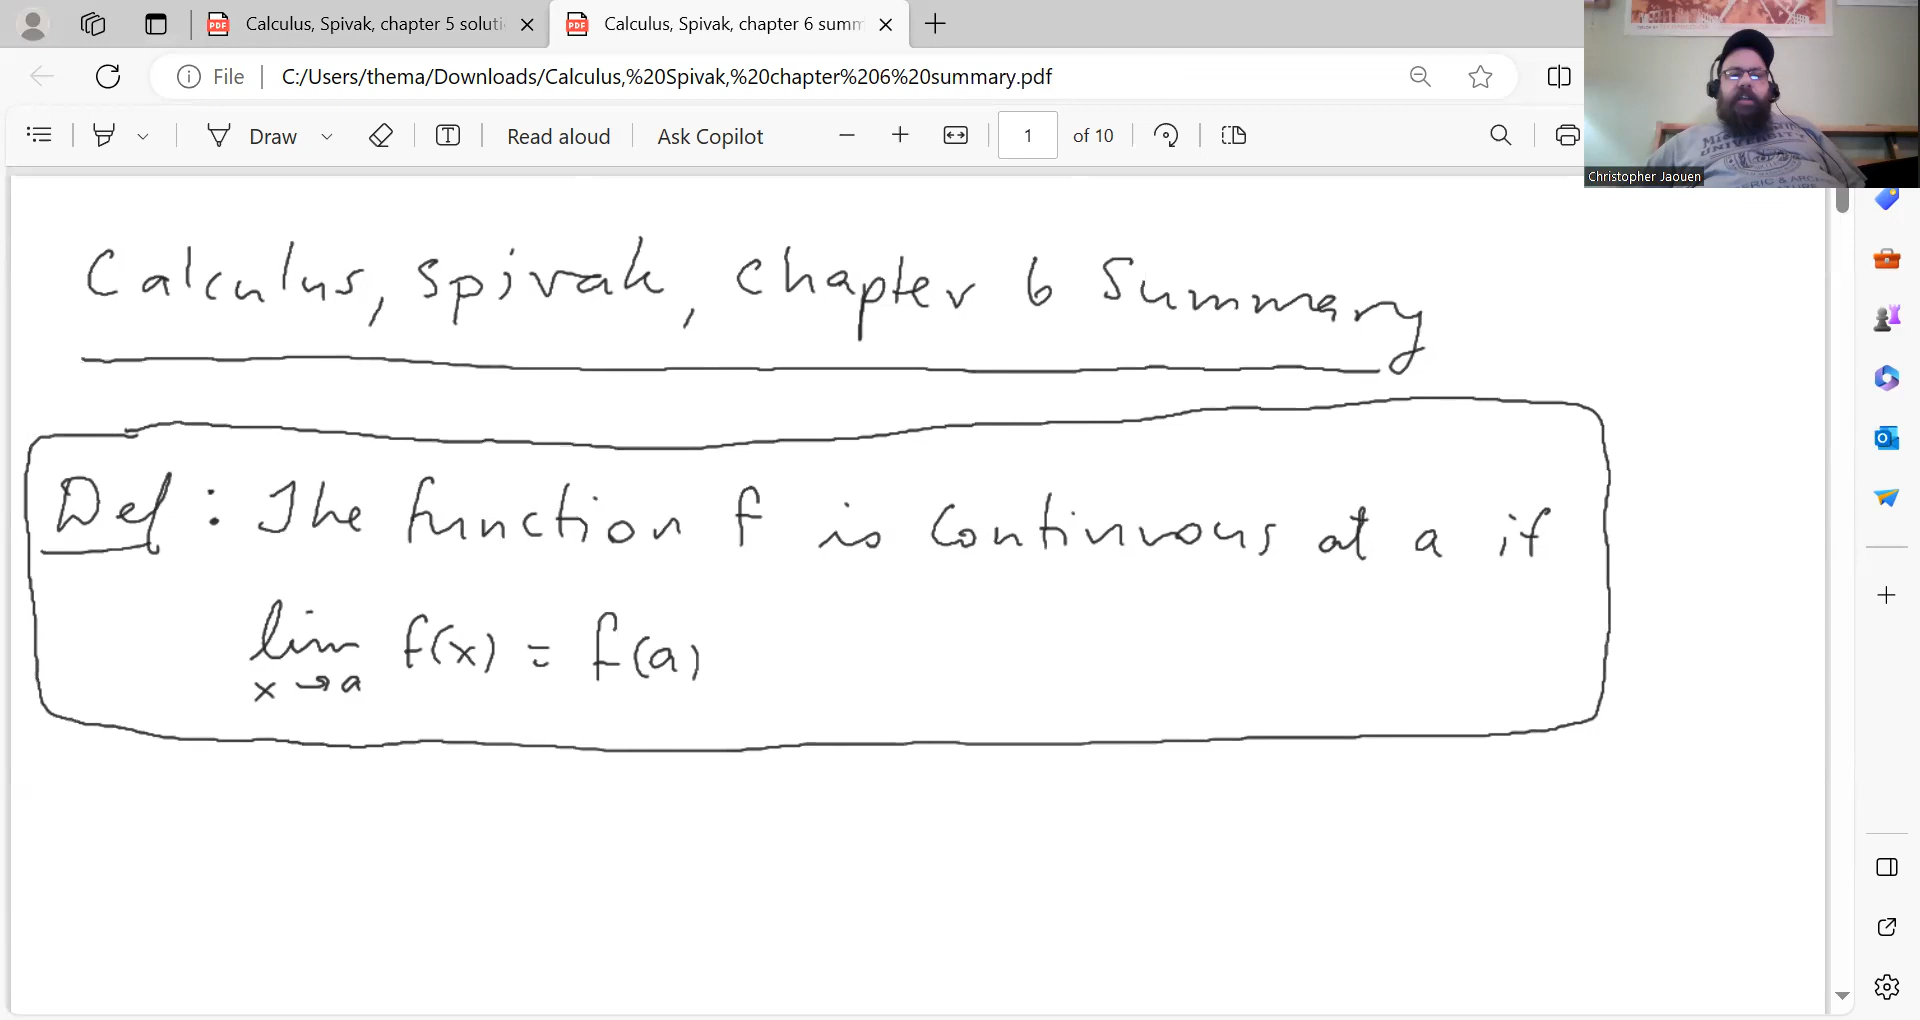 Calculus, Spivak, chapter 5 soluti
Calculus, Spivak, chapter 6 summ
File
C:/Users/thema/Downloads/Calculus,%20Spivak,%20chapter%206%20summary.pdf
Draw
Read aloud
Ask Copilot
1 of 10
Christopher Jaouen
Calculus, Spivak, Chapter 6 Summary
Def : The function f is continuous at a if
lim f(x) = f(a)
x → a